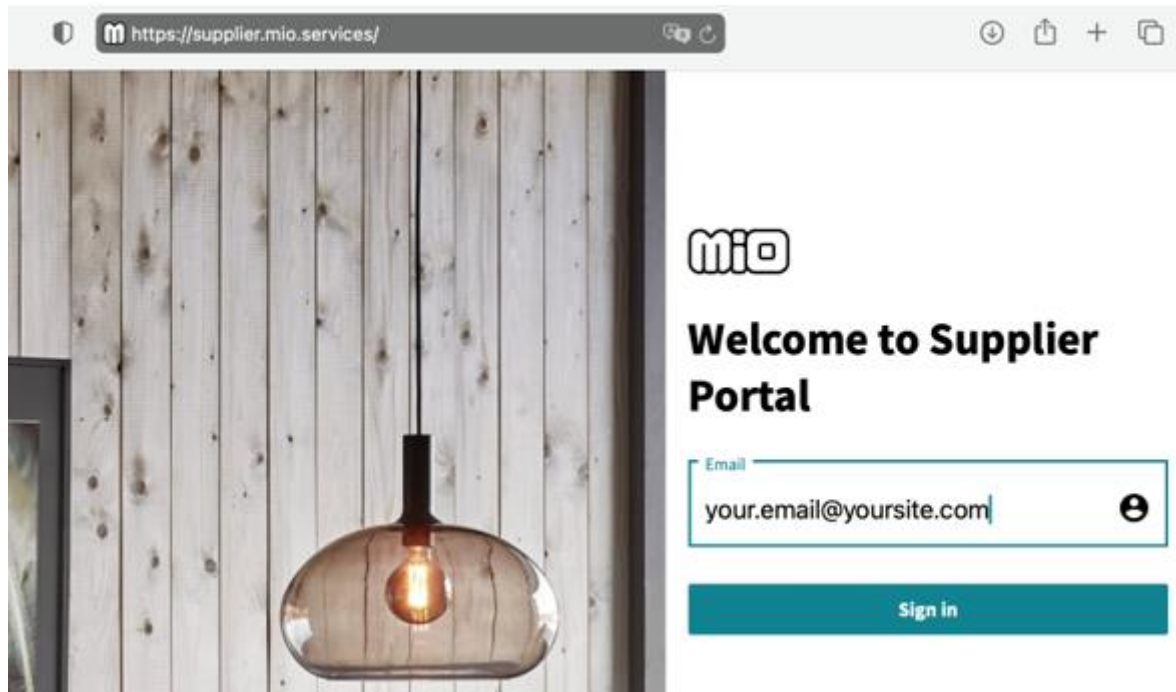 https://supplier.mio.services/
mio
Welcome to Supplier
Portal
Email
your.email@yoursite.com
Sign in